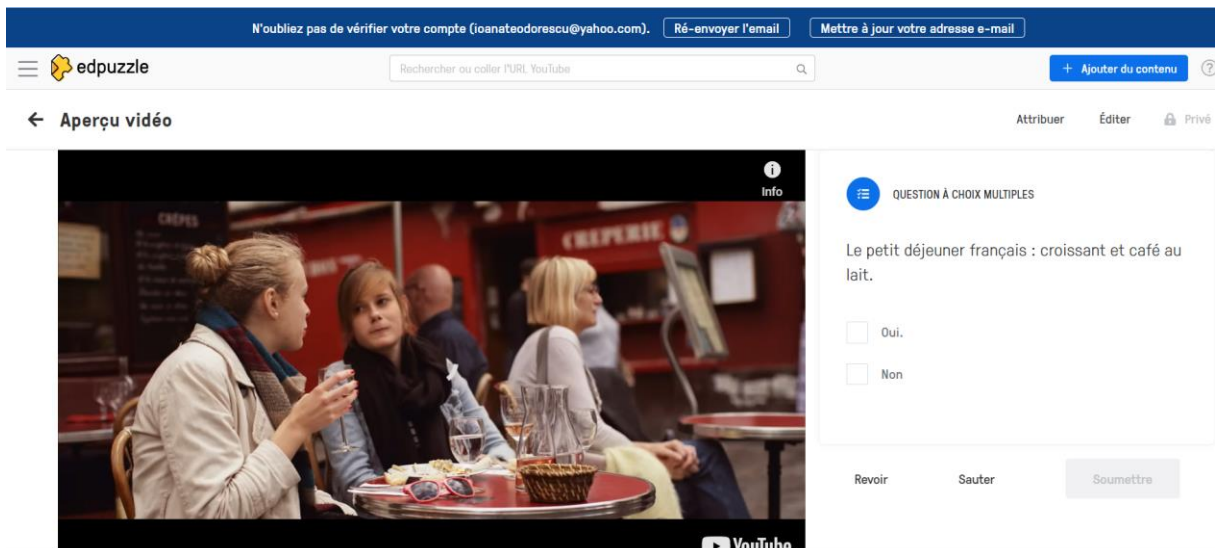 N'oubliez pas de vérifier votre compte (ioanateodorescu@yahoo.com). Ré-envoyer l'email Mettre à jour votre adresse e-mail
edpuzzle Rechercher ou coller l'URL YouTube + Ajouter du contenu ?
← Aperçu vidéo Attribuer Éditer Privé
Info
CRÊPES
CREPERIE
QUESTION À CHOIX MULTIPLES
Le petit déjeuner français : croissant et café au
lait.
Oui.
Non
Revoir Sauter Soumettre
YouTube